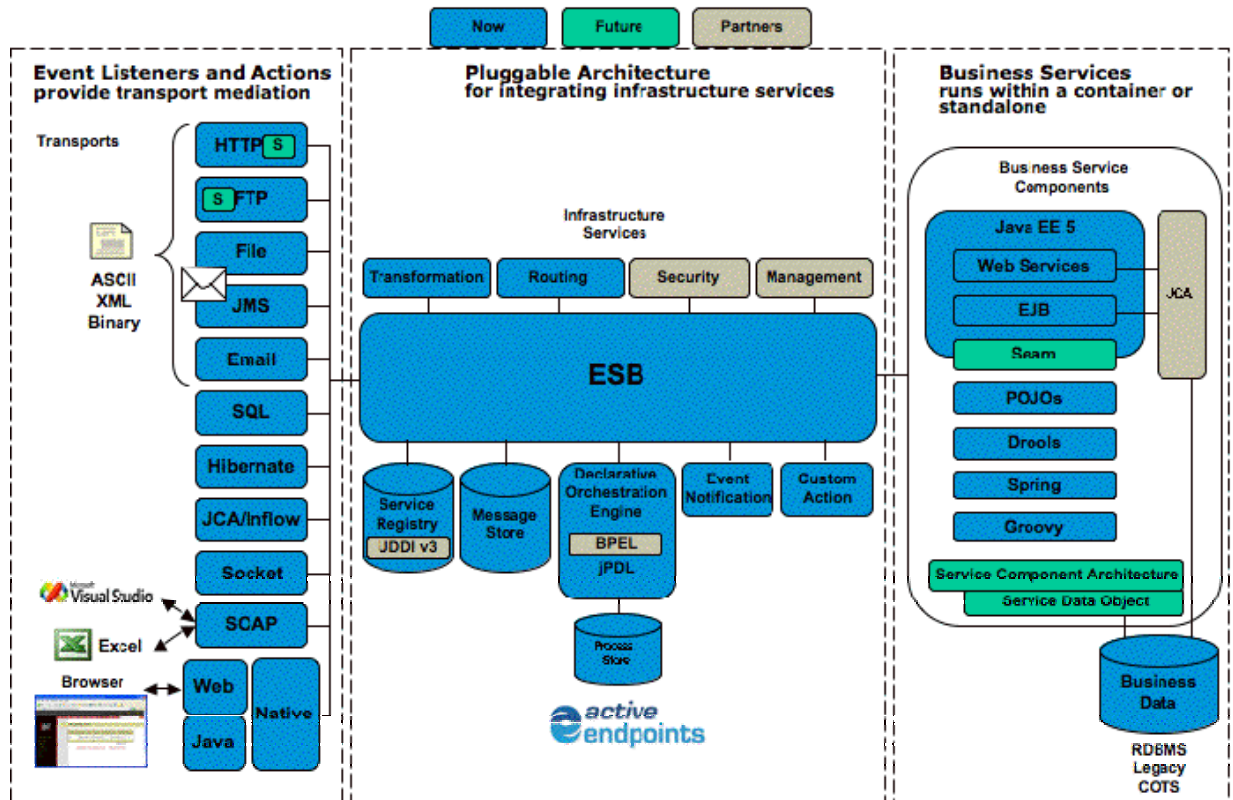 Now
Future
Partners
Event Listeners and Actions
provide transport mediation
Transports
HTTP S
S FTP
File
JMS
Email
ASCII
XML
Binary
SQL
Hibernate
JCA/Inflow
Socket
SOAP
Microsoft
Visual Studio
Excel
Browser
Web
Java
Native
Pluggable Architecture
for integrating infrastructure services
Infrastructure
Services
Transformation
Routing
Security
Management
ESB
Service
Registry
JDDI v3
Message
Store
Declarative
Orchestration
Engine
BPEL
jPDL
Event
Notification
Custom
Action
Process
Store
active
endpoints
Business Services
runs within a container or
standalone
Business Service
Components
Java EE 5
Web Services
EJB
Seam
JCA
POJOs
Drools
Spring
Groovy
Service Component Architecture
Service Data Object
Business
Data
RDBMS
Legacy
COTS